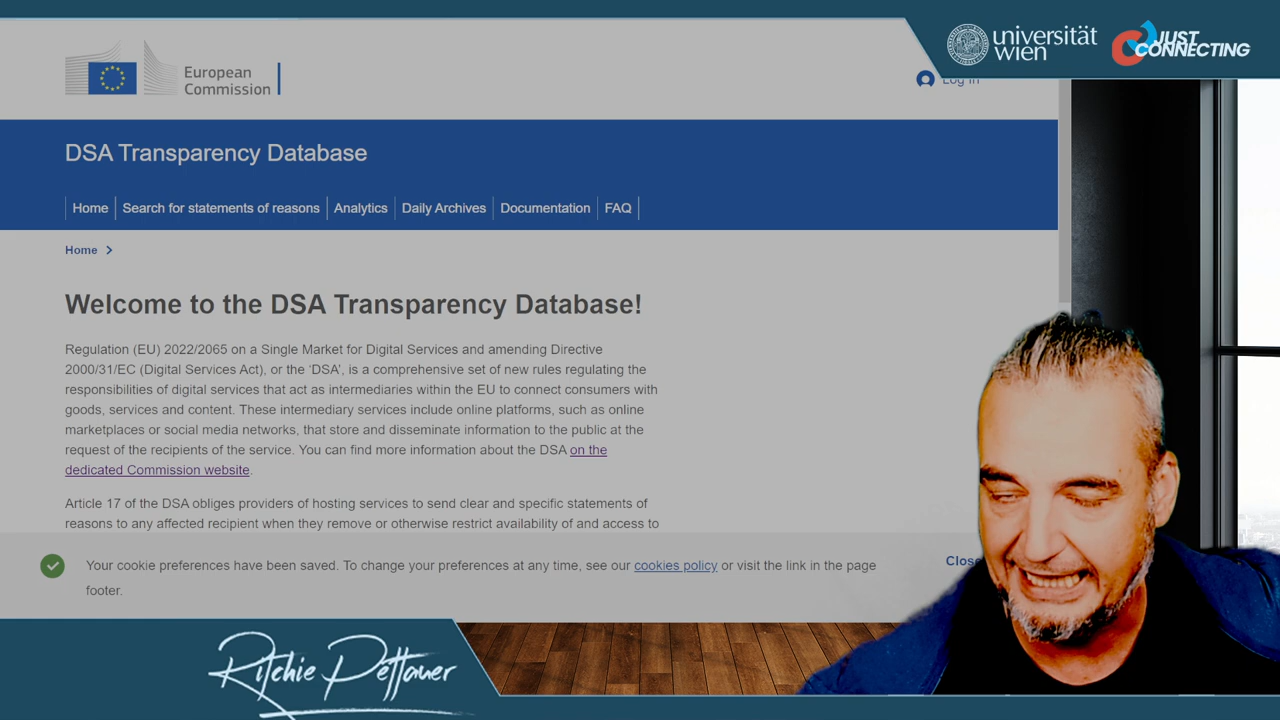 universität
wien
JUST
CONNECTING
European
Commission
Log in
DSA Transparency Database
Home
Search for statements of reasons
Analytics
Daily Archives
Documentation
FAQ
Home
Welcome to the DSA Transparency Database!
Regulation (EU) 2022/2065 on a Single Market for Digital Services and amending Directive
2000/31/EC (Digital Services Act), or the ‘DSA’, is a comprehensive set of new rules regulating the
responsibilities of digital services that act as intermediaries within the EU to connect consumers with
goods, services and content. These intermediary services include online platforms, such as online
marketplaces or social media networks, that store and disseminate information to the public at the
request of the recipients of the service. You can find more information about the DSA on the
dedicated Commission website.
Article 17 of the DSA obliges providers of hosting services to send clear and specific statements of
reasons to any affected recipient when they remove or otherwise restrict availability of and access to
Your cookie preferences have been saved. To change your preferences at any time, see our cookies policy or visit the link in the page
footer.
Close
Ritchie Pettauer